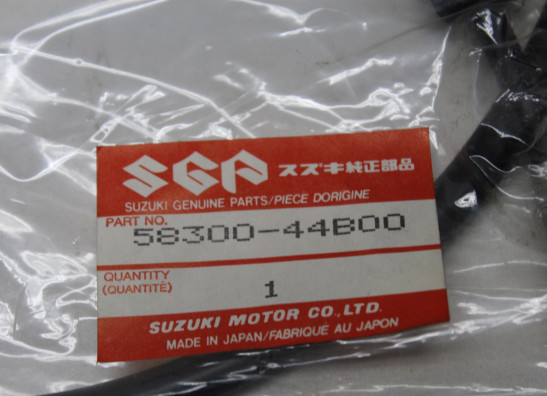 SGP スズキ純正部品
SUZUKI GENUINE PARTS/PIECE DORIGINE
PART NO.
58300-44B00
QUANTITY
(QUANTITÉ)
1
SUZUKI MOTOR CO.,LTD.
MADE IN JAPAN/FABRIQUÉ AU JAPON